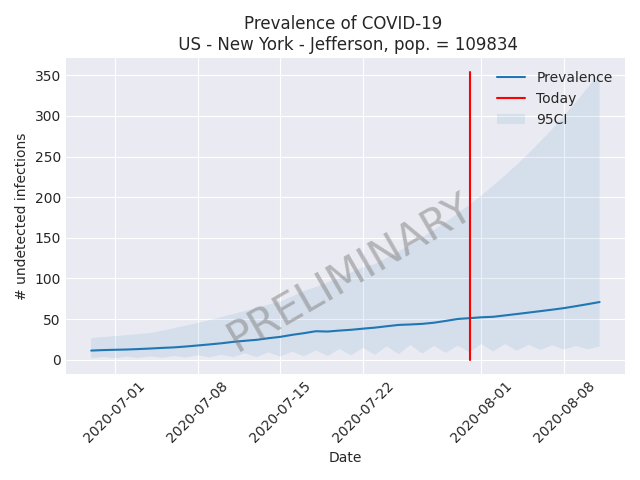 Prevalence of COVID-19
US - New York - Jefferson, pop. = 109834
350
300
250
200
150
100
50
0
# undetected infections
Prevalence
Today
95CI
PRELIMINARY
2020-07-01
2020-07-08
2020-07-15
2020-07-22
2020-08-01
2020-08-08
Date